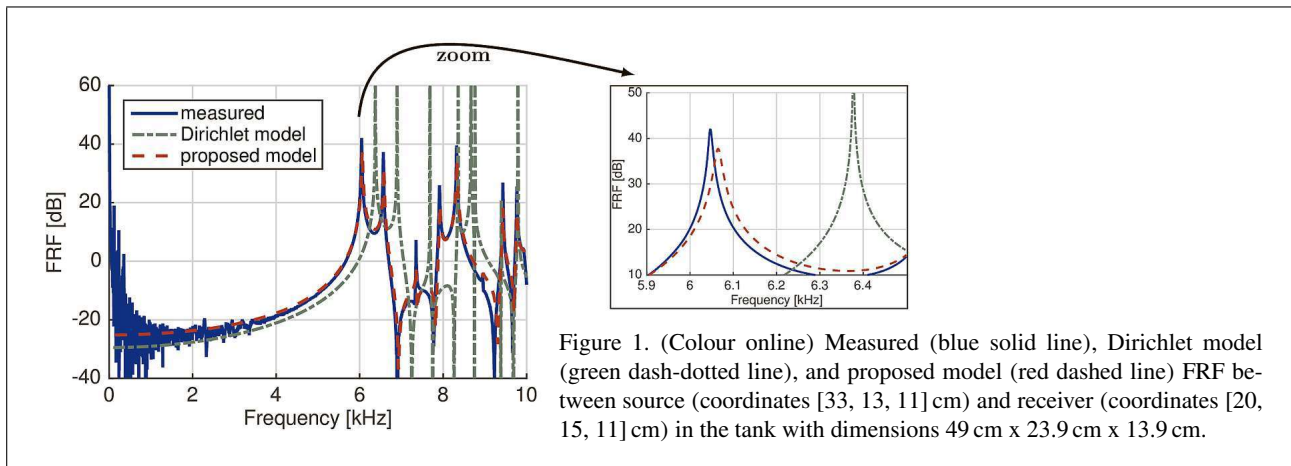 zoom
60
40
20
0
-20
-40
FRF [dB]
measured
Dirichlet model
proposed model
0 2 4 6 8 10
Frequency [kHz]
50
40
30
20
10
FRF [dB]
5.9 6 6.1 6.2 6.3 6.4
Frequency [kHz]
Figure 1. (Colour online) Measured (blue solid line), Dirichlet model
(green dash-dotted line), and proposed model (red dashed line) FRF be-
tween source (coordinates [33, 13, 11] cm) and receiver (coordinates [20,
15, 11] cm) in the tank with dimensions 49 cm x 23.9 cm x 13.9 cm.